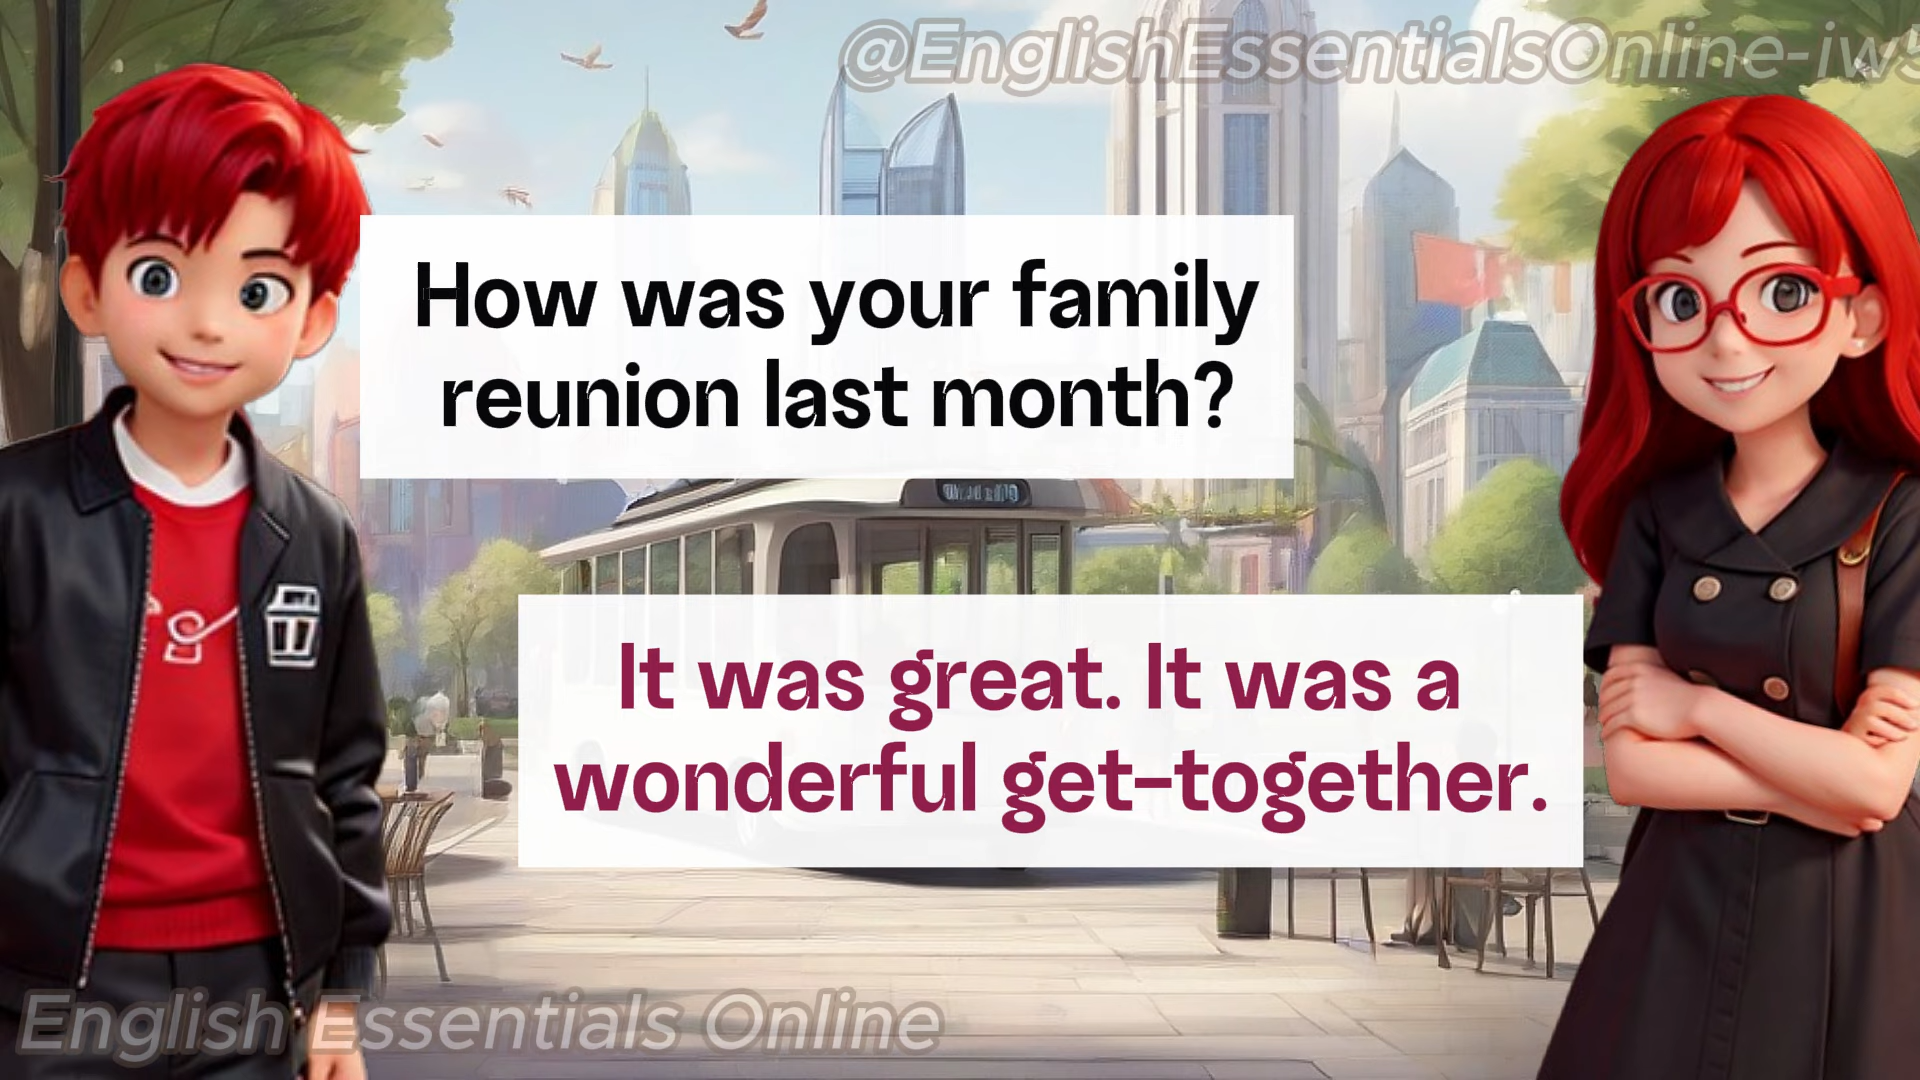 @EnglishEssentialsOnline-iw5
How was your family
reunion last month?
It was great. It was a
wonderful get-together.
English Essentials Online